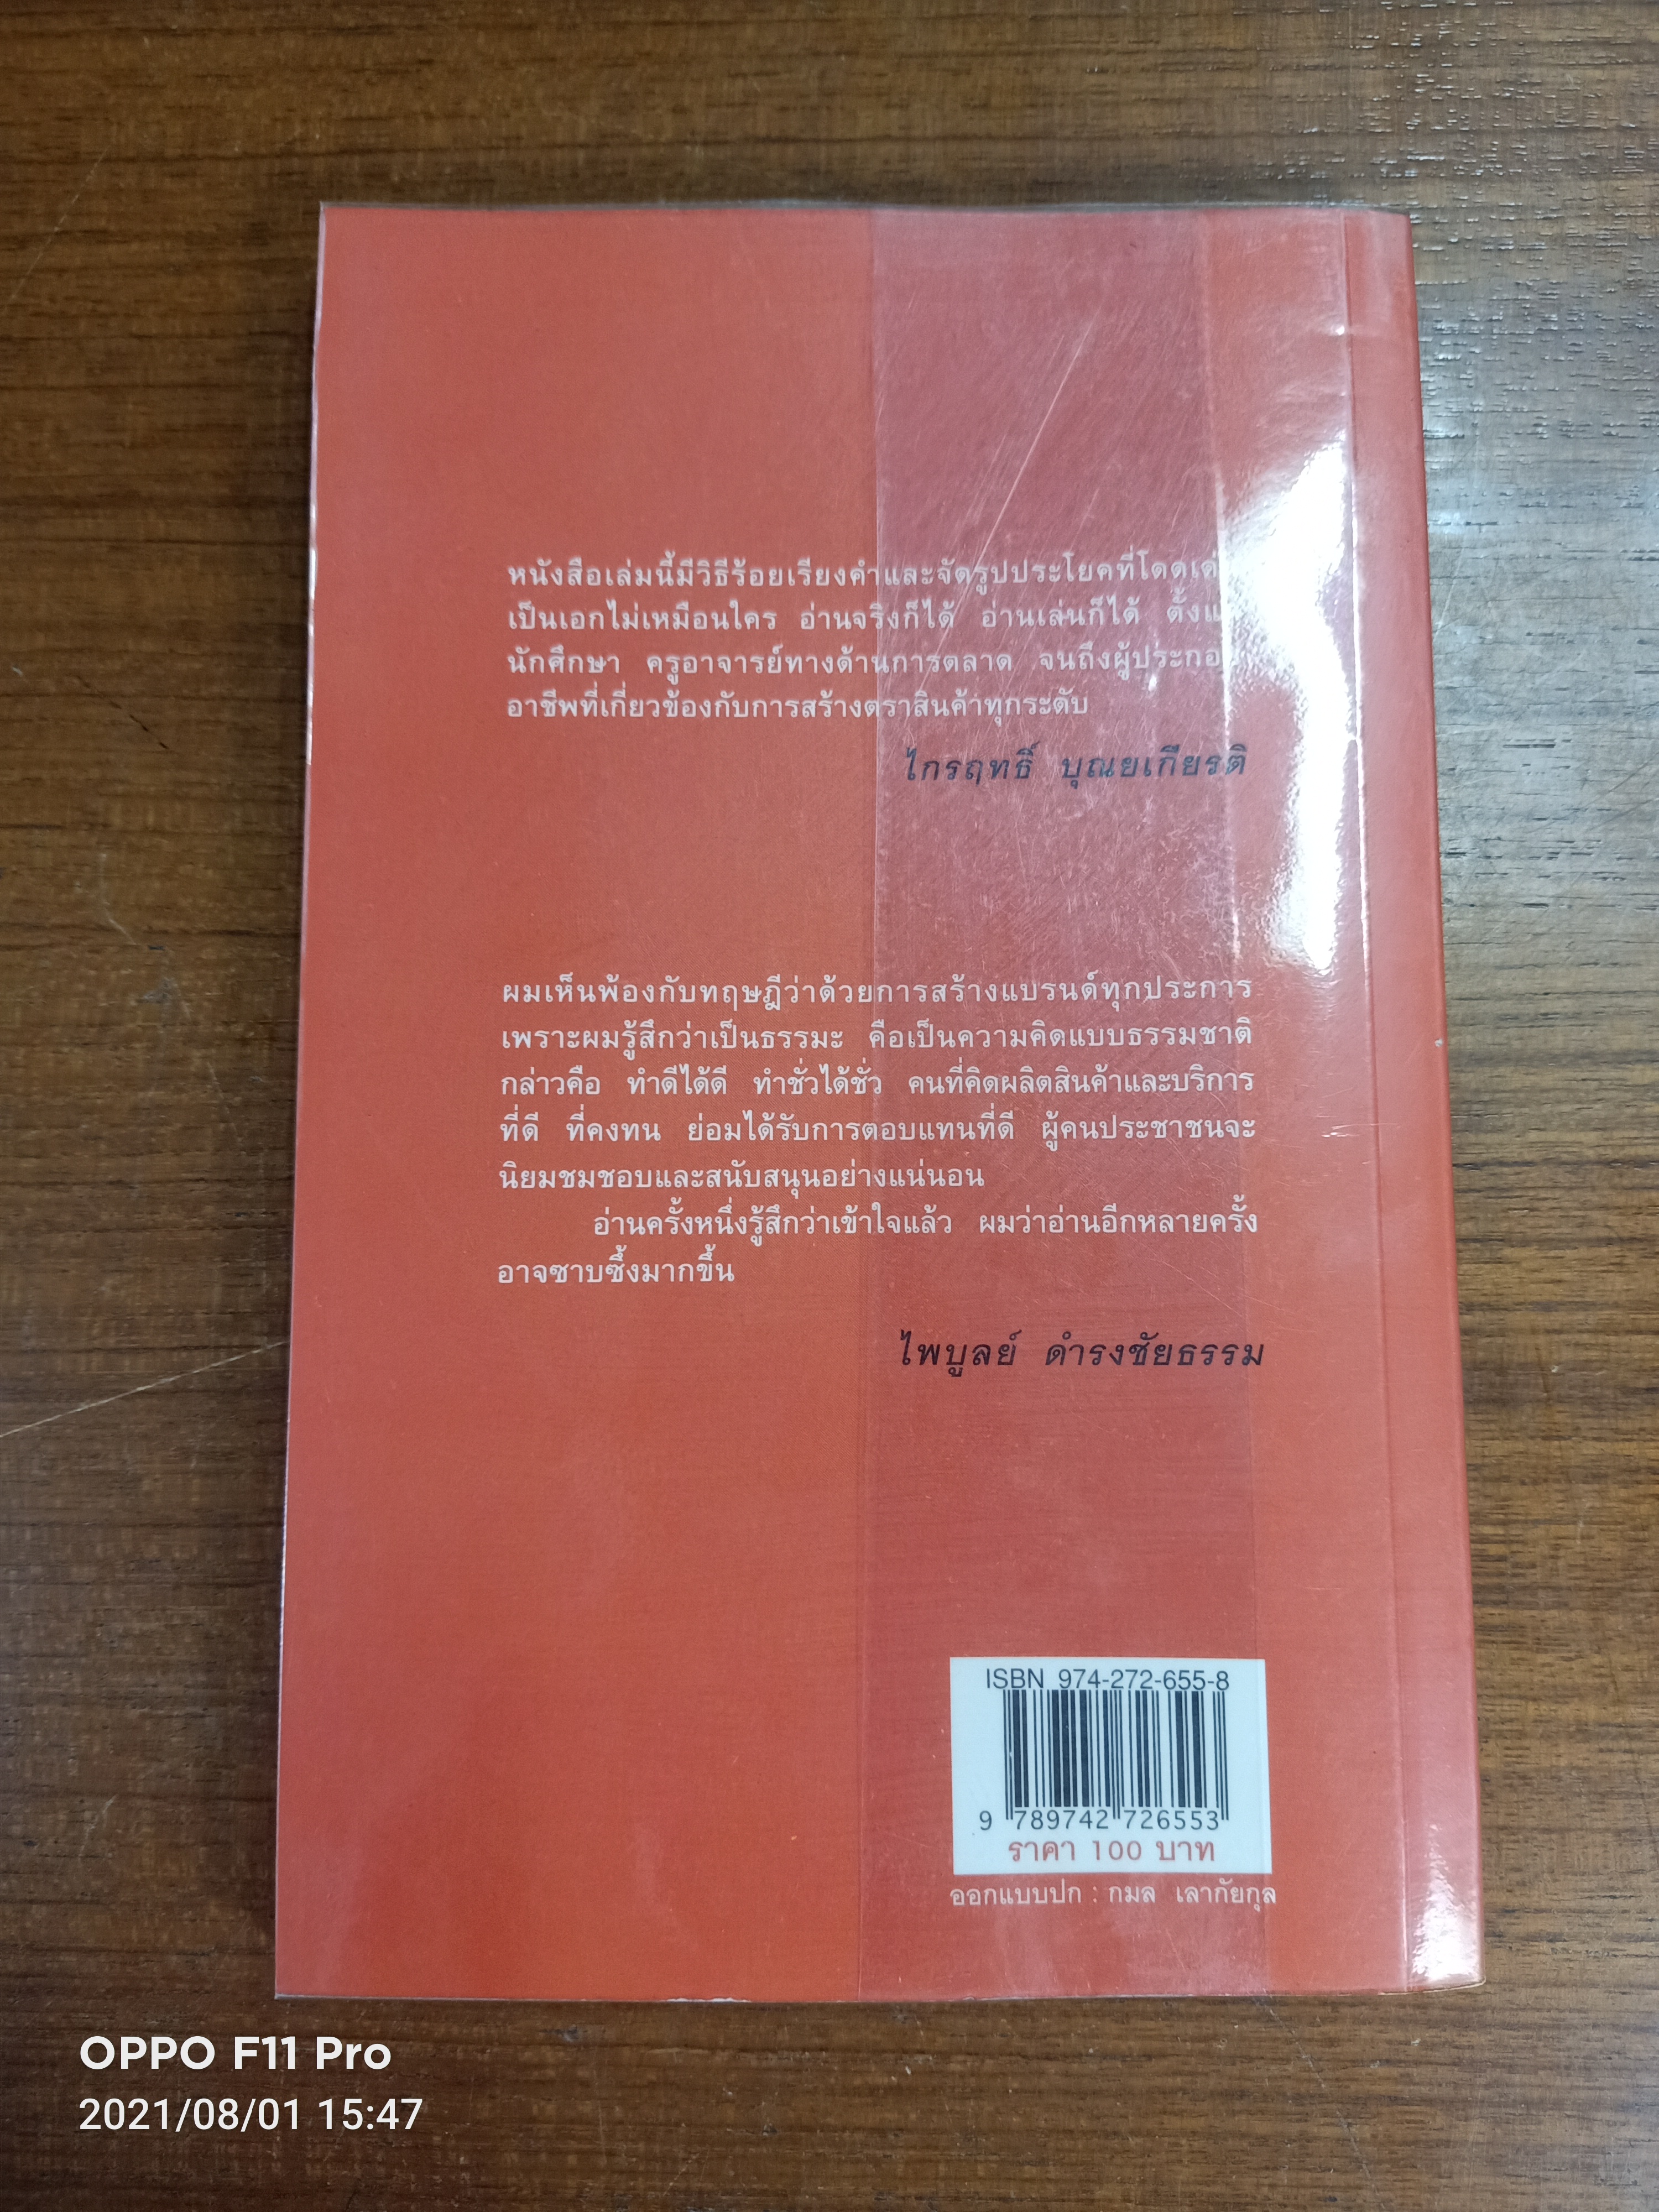 หนังสือเล่มนี้มีวิธีร้อยเรียงคำและจัดรูปประโยคที่โดดเด่
เป็นเอกไม่เหมือนใคร อ่านจริงก็ได้ อ่านเล่นก็ได้ ตั้งแ
นักศึกษา ครูอาจารย์ทางด้านการตลาด จนถึงผู้ประกอ
อาชีพที่เกี่ยวข้องกับการสร้างตราสินค้าทุกระดับ
ไกรฤทธิ์ บุณยเกียรติ
ผมเห็นพ้องกับทฤษฎีว่าด้วยการสร้างแบรนด์ทุกประการ
เพราะผมรู้สึกว่าเป็นธรรมะ คือเป็นความคิดแบบธรรมชาติ
กล่าวคือ ทำดีได้ดี ทำชั่วได้ชั่ว คนที่คิดผลิตสินค้าและบริการ
ที่ดี ที่คงทน ย่อมได้รับการตอบแทนที่ดี ผู้คนประชาชนจะ
นิยมชมชอบและสนับสนุนอย่างแน่นอน
อ่านครั้งหนึ่งรู้สึกว่าเข้าใจแล้ว ผมว่าอ่านอีกหลายครั้ง
อาจซาบซึ้งมากขึ้น
ไพบูลย์ ดำรงชัยธรรม
ISBN 974-272-655-8
9 789742 726553
ราคา 100 บาท
ออกแบบปก : กมล เลากัยกุล
OPPO F11 Pro
2021/08/01 15:47